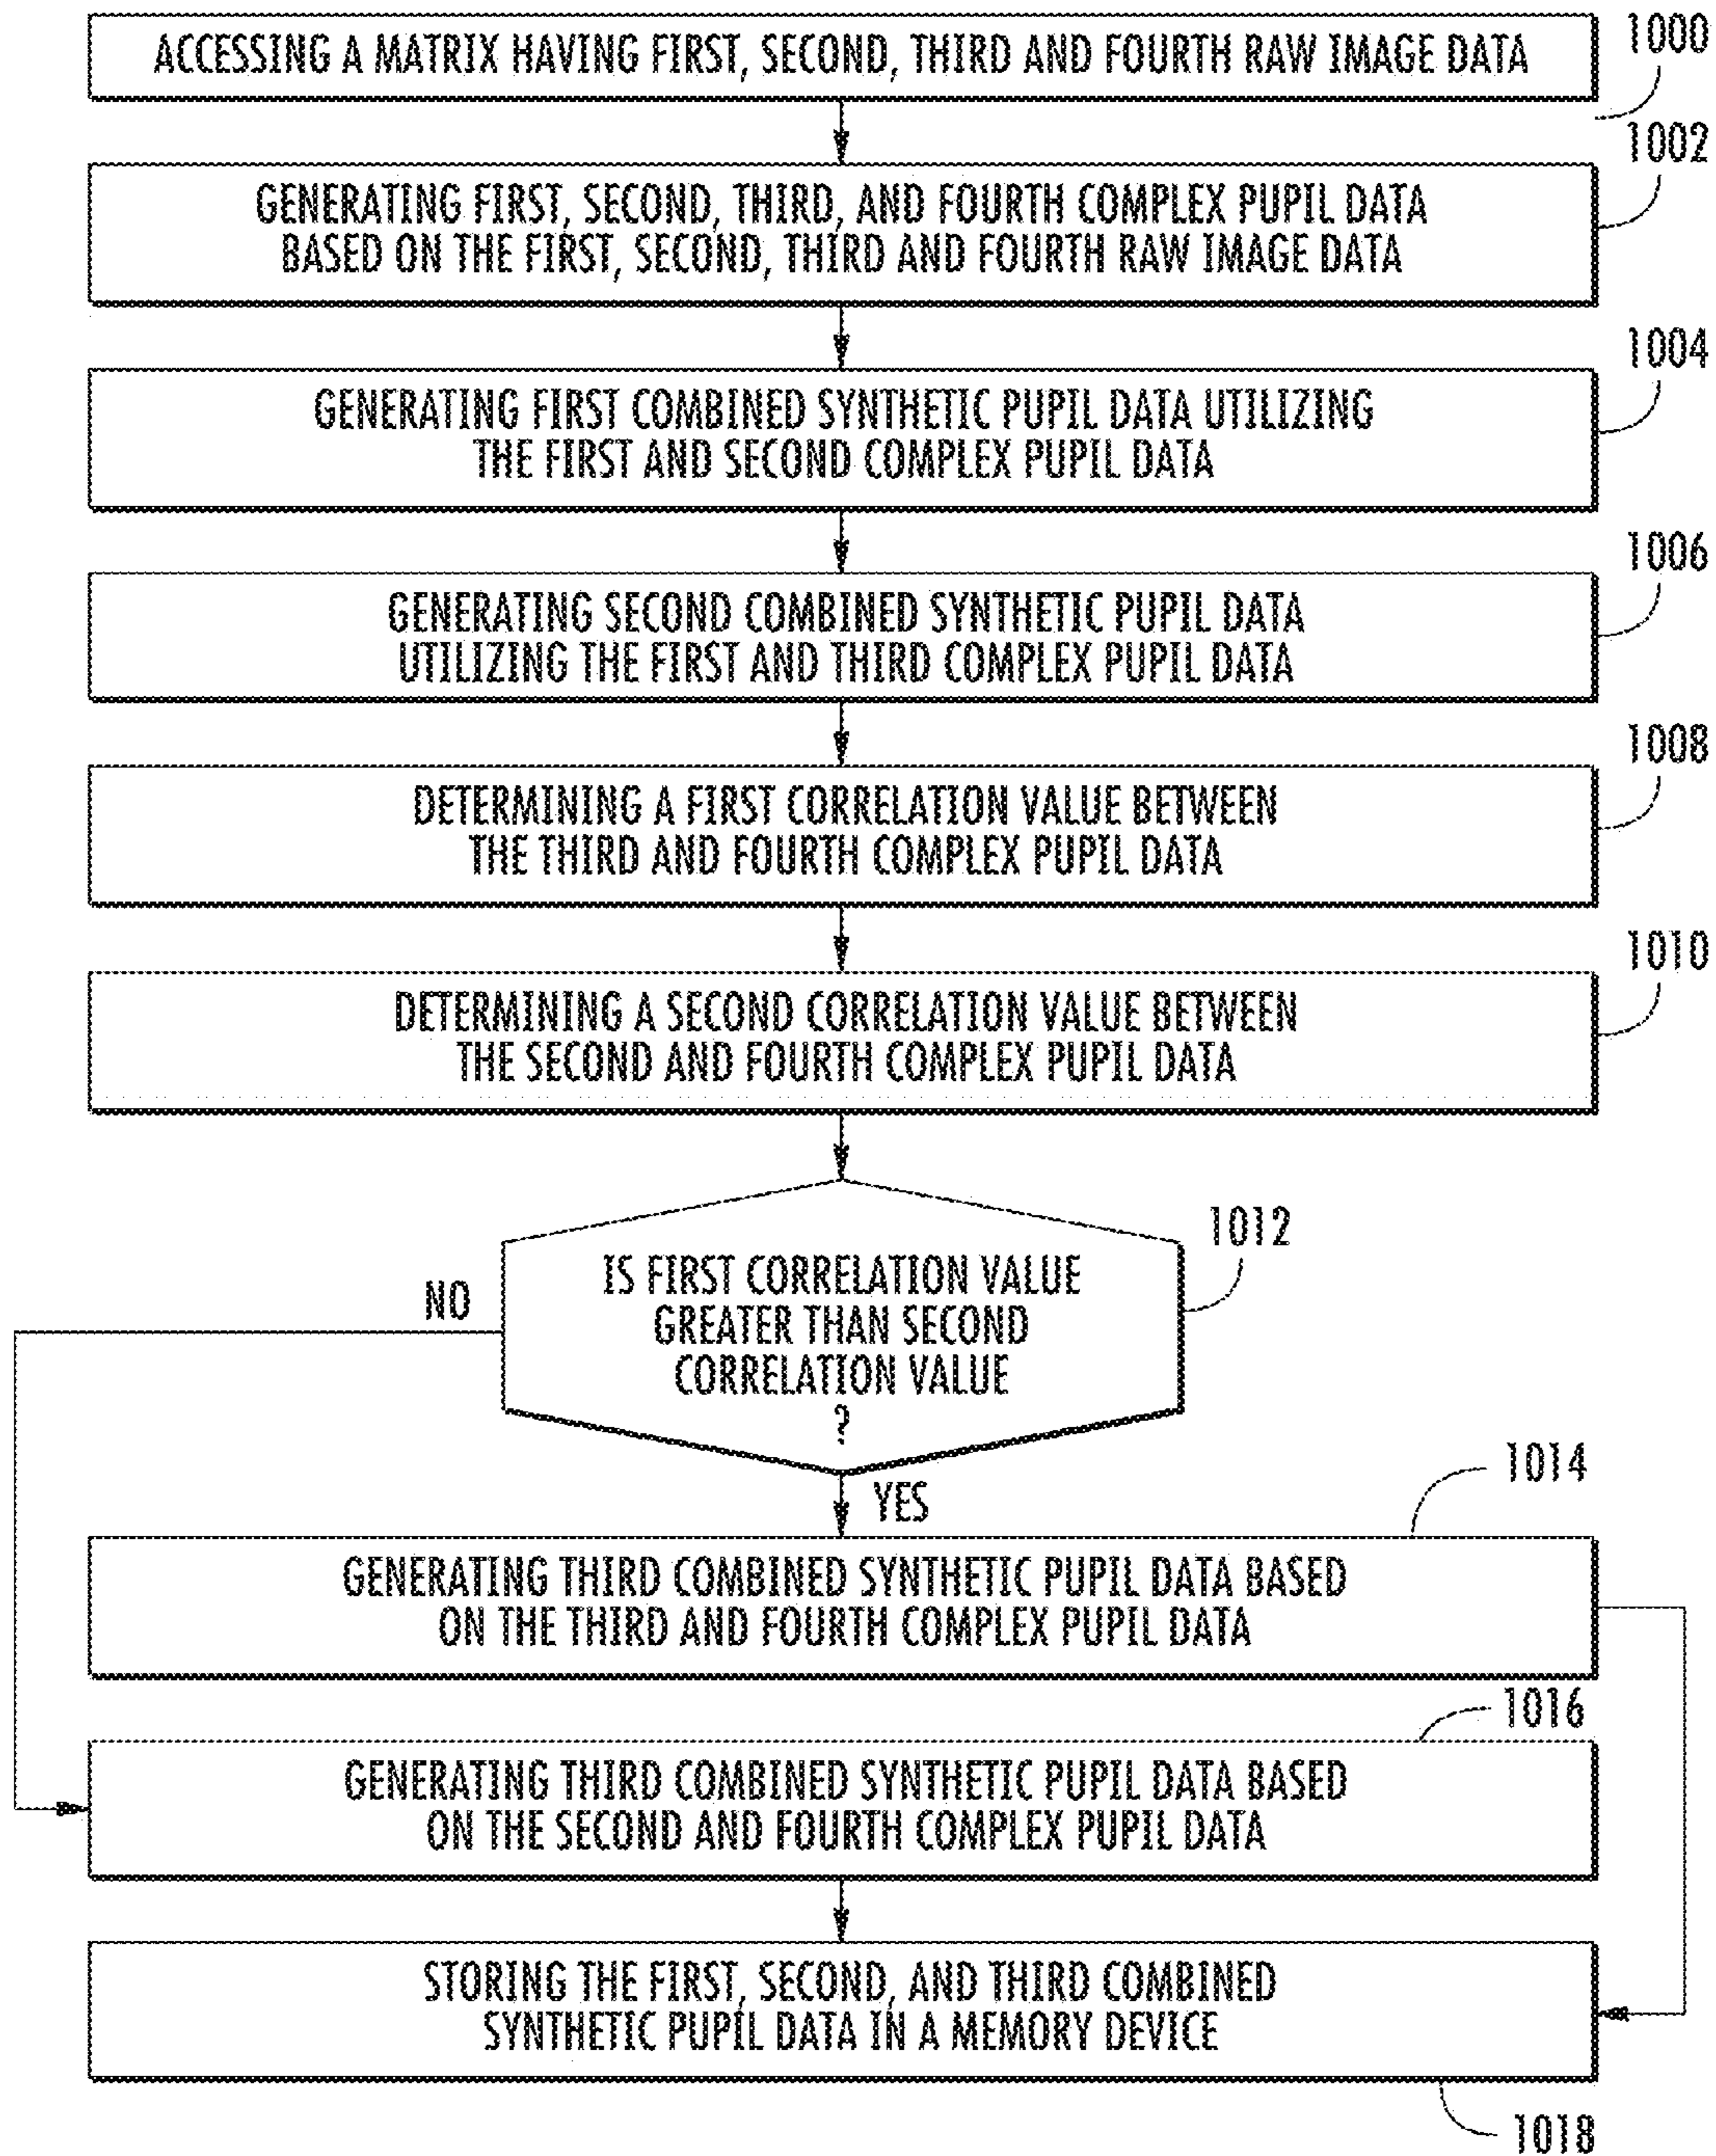 ACCESSING A MATRIX HAVING FIRST, SECOND, THIRD AND FOURTH RAW IMAGE DATA
1000
1002
GENERATING FIRST, SECOND, THIRD, AND FOURTH COMPLEX PUPIL DATA
BASED ON THE FIRST, SECOND, THIRD AND FOURTH RAW IMAGE DATA
1004
GENERATING FIRST COMBINED SYNTHETIC PUPIL DATA UTILIZING
THE FIRST AND SECOND COMPLEX PUPIL DATA
1006
GENERATING SECOND COMBINED SYNTHETIC PUPIL DATA
UTILIZING THE FIRST AND THIRD COMPLEX PUPIL DATA
1008
DETERMINING A FIRST CORRELATION VALUE BETWEEN
THE THIRD AND FOURTH COMPLEX PUPIL DATA
1010
DETERMINING A SECOND CORRELATION VALUE BETWEEN
THE SECOND AND FOURTH COMPLEX PUPIL DATA
1012
IS FIRST CORRELATION VALUE
GREATER THAN SECOND
CORRELATION VALUE
?
NO
YES
1014
GENERATING THIRD COMBINED SYNTHETIC PUPIL DATA BASED
ON THE THIRD AND FOURTH COMPLEX PUPIL DATA
1016
GENERATING THIRD COMBINED SYNTHETIC PUPIL DATA BASED
ON THE SECOND AND FOURTH COMPLEX PUPIL DATA
STORING THE FIRST, SECOND, AND THIRD COMBINED
SYNTHETIC PUPIL DATA IN A MEMORY DEVICE
1018